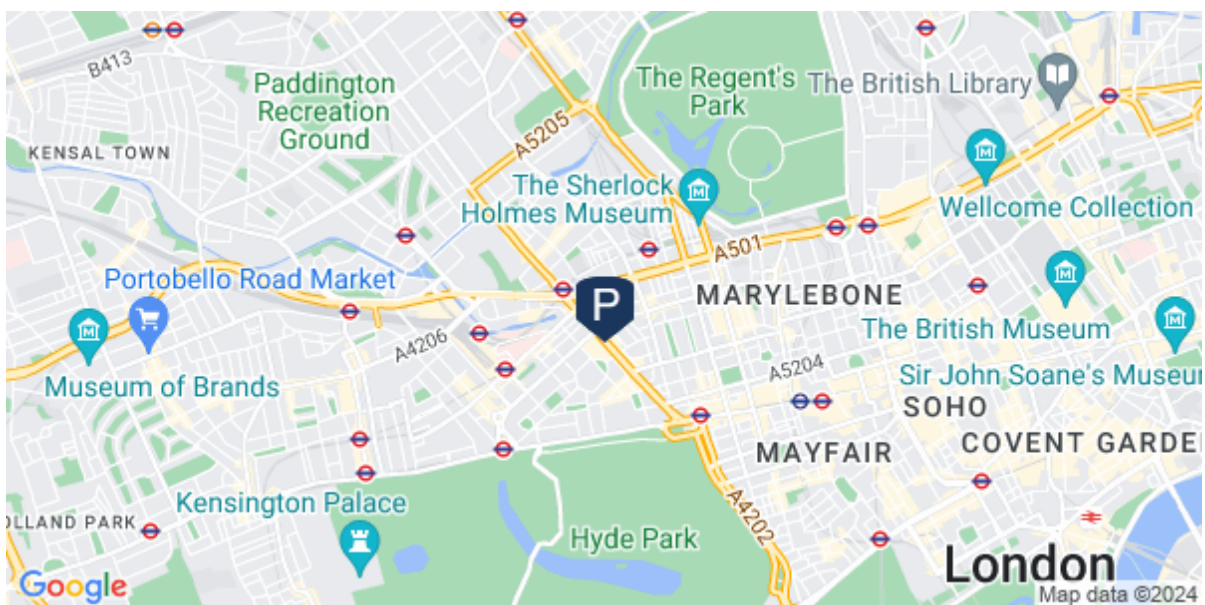 B413
Paddington
Recreation
Ground
The Regent's
Park
The British Library
KENSAL TOWN
A5205
The Sherlock
Holmes Museum
Wellcome Collection
A501
Portobello Road Market
P
MARYLEBONE
The British Museum
A4206
A5204
Museum of Brands
Sir John Soane's Museu
SOHO
MAYFAIR
COVENT GARDE
Kensington Palace
OLLAND PARK
Hyde Park
A4202
London
Google
Map data ©2024